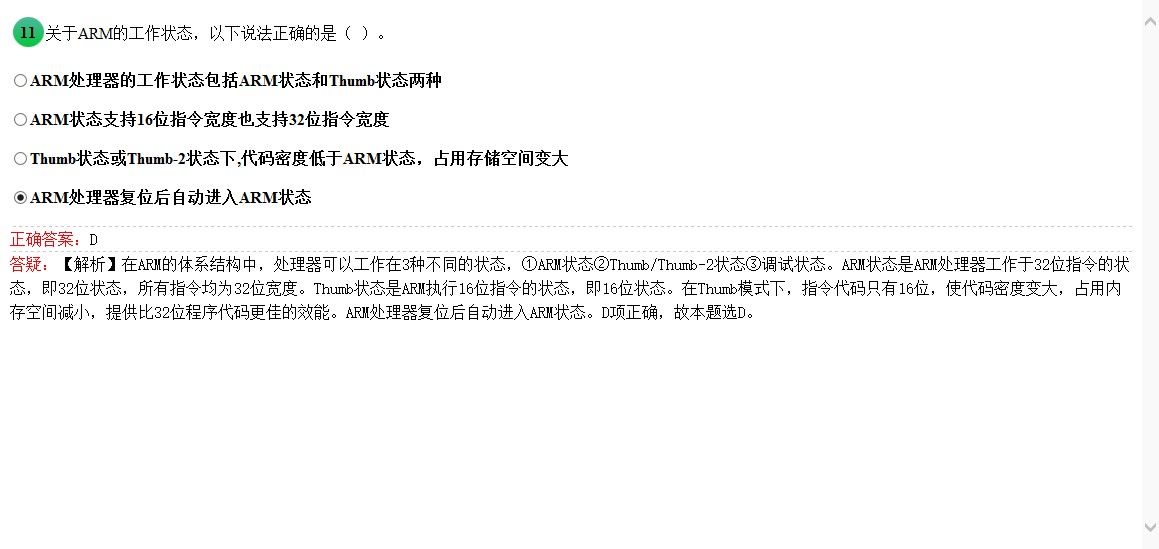 11 关于ARM的工作状态，以下说法正确的是（ ）。
ARM处理器的工作状态包括ARM状态和Thumb状态两种
ARM状态支持16位指令宽度也支持32位指令宽度
Thumb状态或Thumb-2状态下,代码密度低于ARM状态，占用存储空间变大
ARM处理器复位后自动进入ARM状态
正确答案：D
答疑：【解析】在ARM的体系结构中，处理器可以工作在3种不同的状态，①ARM状态②Thumb/Thumb-2状态③调试状态。ARM状态是ARM处理器工作于32位指令的状
态，即32位状态，所有指令均为32位宽度。Thumb状态是ARM执行16位指令的状态，即16位状态。在Thumb模式下，指令代码只有16位，使代码密度变大，占用内
存空间减小，提供比32位程序代码更佳的效能。ARM处理器复位后自动进入ARM状态。D项正确，故本题选D。